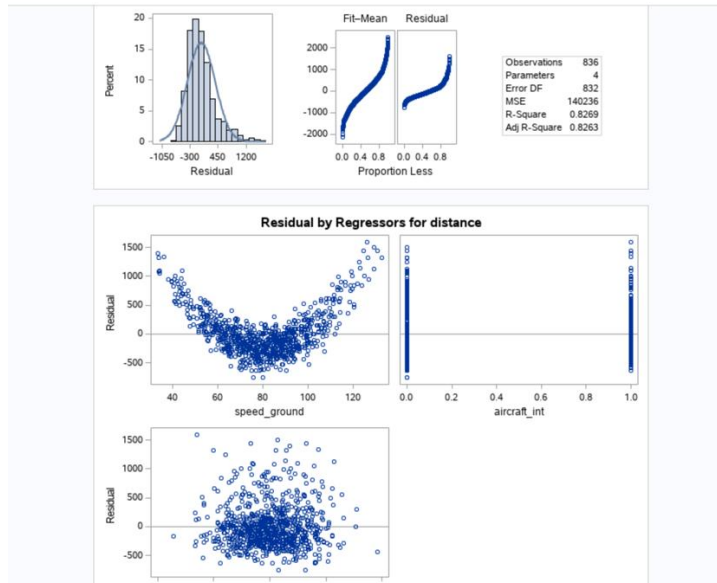 Fit–Mean Residual
20
15
10
5
0
Percent
-1050 -300 450 1200
Residual
2000
1000
0
-1000
-2000
0.0 0.4 0.8 0.0 0.4 0.8
Proportion Less
Observations 836
Parameters 4
Error DF 832
MSE 140236
R-Square 0.8269
Adj R-Square 0.8263
Residual by Regressors for distance
1500
1000
500
0
-500
Residual
40 60 80 100 120
speed_ground
0.0 0.2 0.4 0.6 0.8 1.0
aircraft_int
1500
1000
500
0
-500
Residual